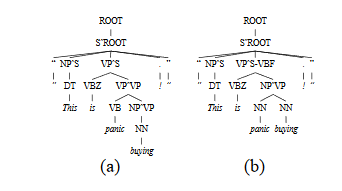 ROOT ROOT
S^ROOT S^ROOT
“ NP^S VP^S . ” “ NP^S VP^S-VBF . ”
“ DT VBZ VP^VP ! “ “ DT VBZ NP^VP ! “
This is VB NP^VP This is NN NN
panic NN panic buying
buying
(a) (b)